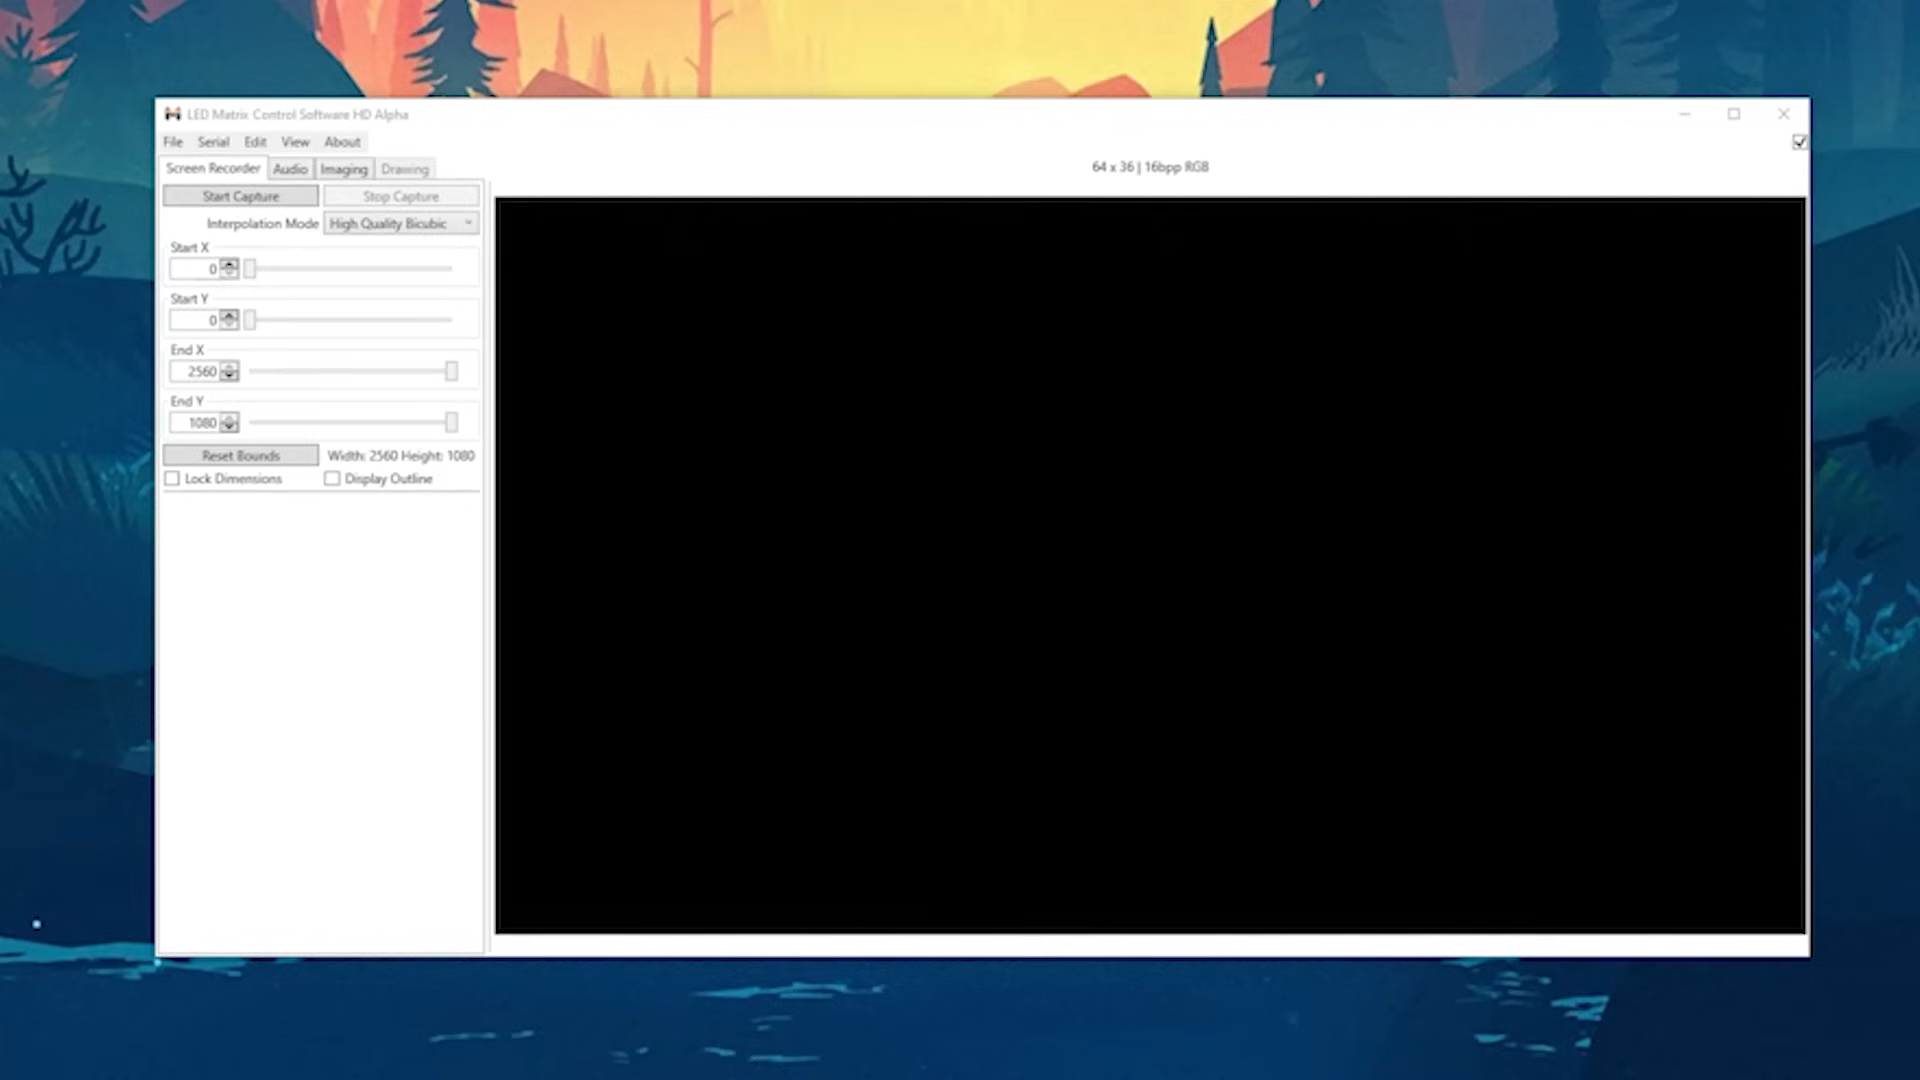 LED Matrix Control Software HD Alpha
File Serial Edit View About
Screen Recorder Audio Imaging Drawing
64 x 36 | 16bpp RGB
Start Capture Stop Capture
Interpolation Mode High Quality Bicubic
Start X
0
Start Y
0
End X
2560
End Y
1080
Reset Bounds Width: 2560 Height: 1080
Lock Dimensions Display Outline